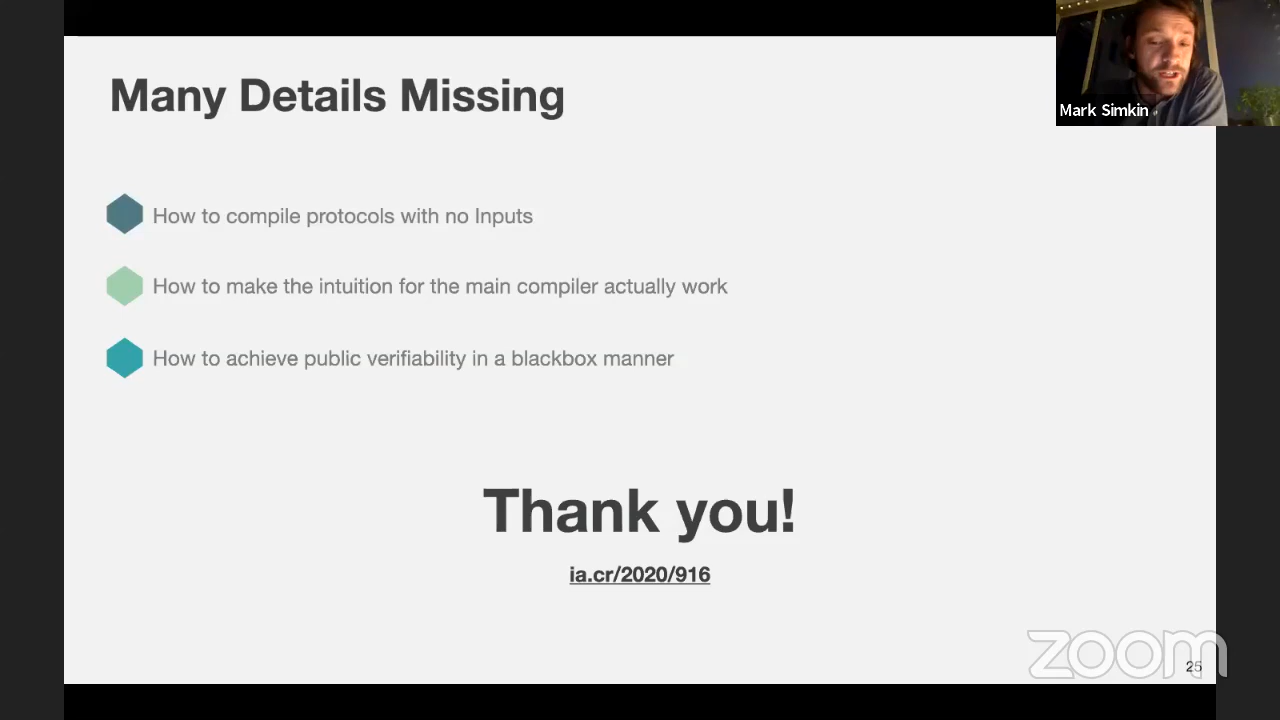 Many Details Missing
Mark Simkin
How to compile protocols with no Inputs
How to make the intuition for the main compiler actually work
How to achieve public verifiability in a blackbox manner
Thank you!
ia.cr/2020/916
zoom